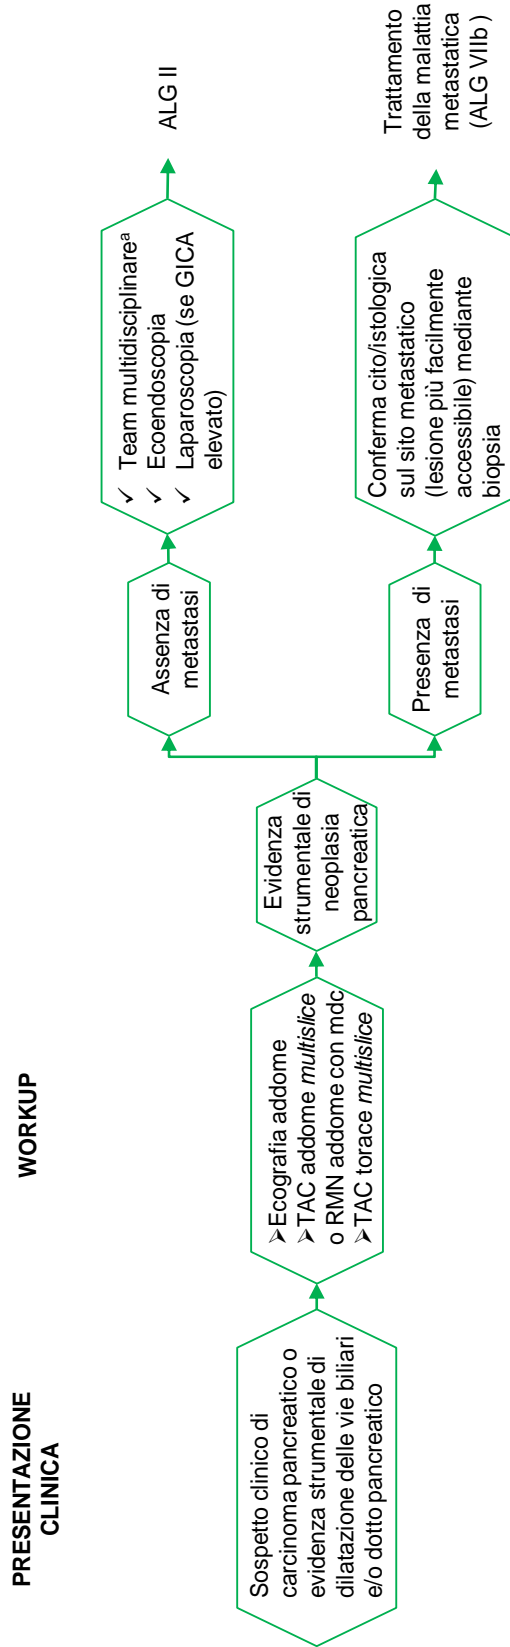 PRESENTAZIONE
CLINICA
WORKUP
Sospetto clinico di
carcinoma pancreatico o
evidenza strumentale di
dilatazione delle vie biliari
e/o dotto pancreatico
➢Ecografia addome
➢TAC addome multislice
o RMN addome con mdc
➢TAC torace multislice
Evidenza
strumentale di
neoplasia
pancreatica
Assenza di
metastasi
✓ Team multidisciplinareᵃ
✓ Ecoendoscopia
✓ Laparoscopia (se GICA
elevato)
ALG II
Presenza di
metastasi
Conferma cito/istologica
sul sito metastatico
(lesione più facilmente
accessibile) mediante
biopsia
Trattamento
della malattia
metastatica
(ALG VIIb )